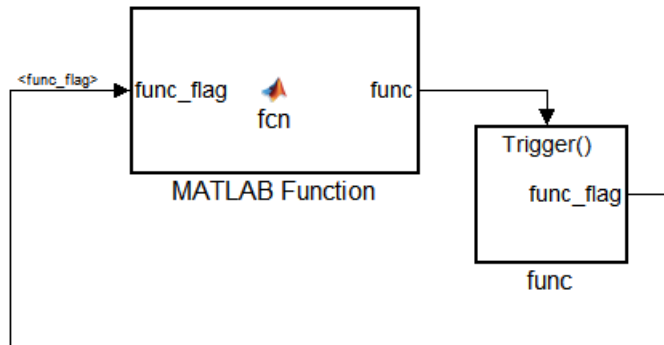 <func_flag>
func_flag
func
fcn
MATLAB Function
Trigger()
func_flag
func